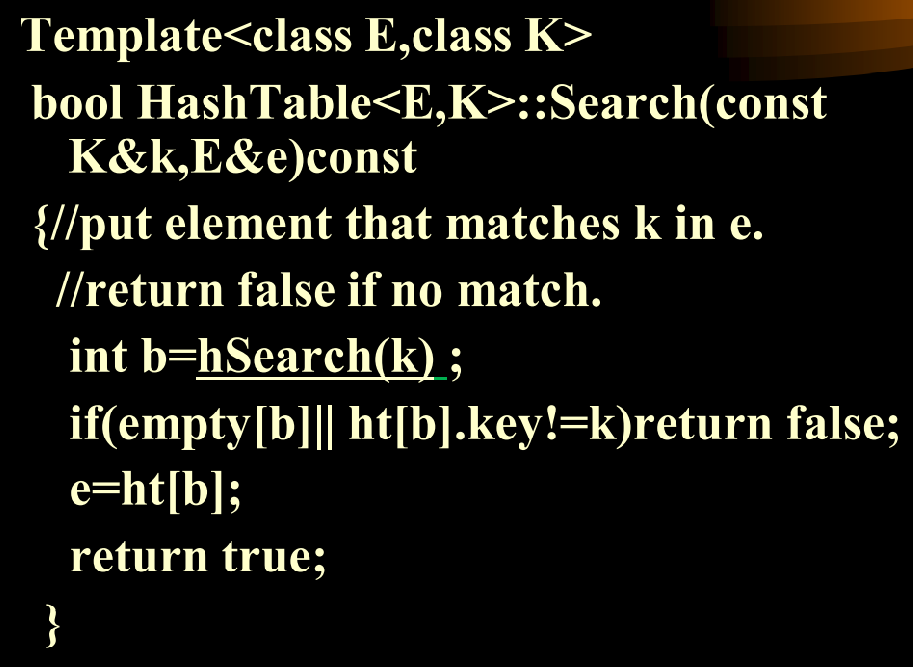 Template<class E,class K>
bool HashTable<E,K>::Search(const
K&k,E&e)const
{//put element that matches k in e.
//return false if no match.
int b=hSearch(k) ;
if(empty[b]|| ht[b].key!=k)return false;
e=ht[b];
return true;
}